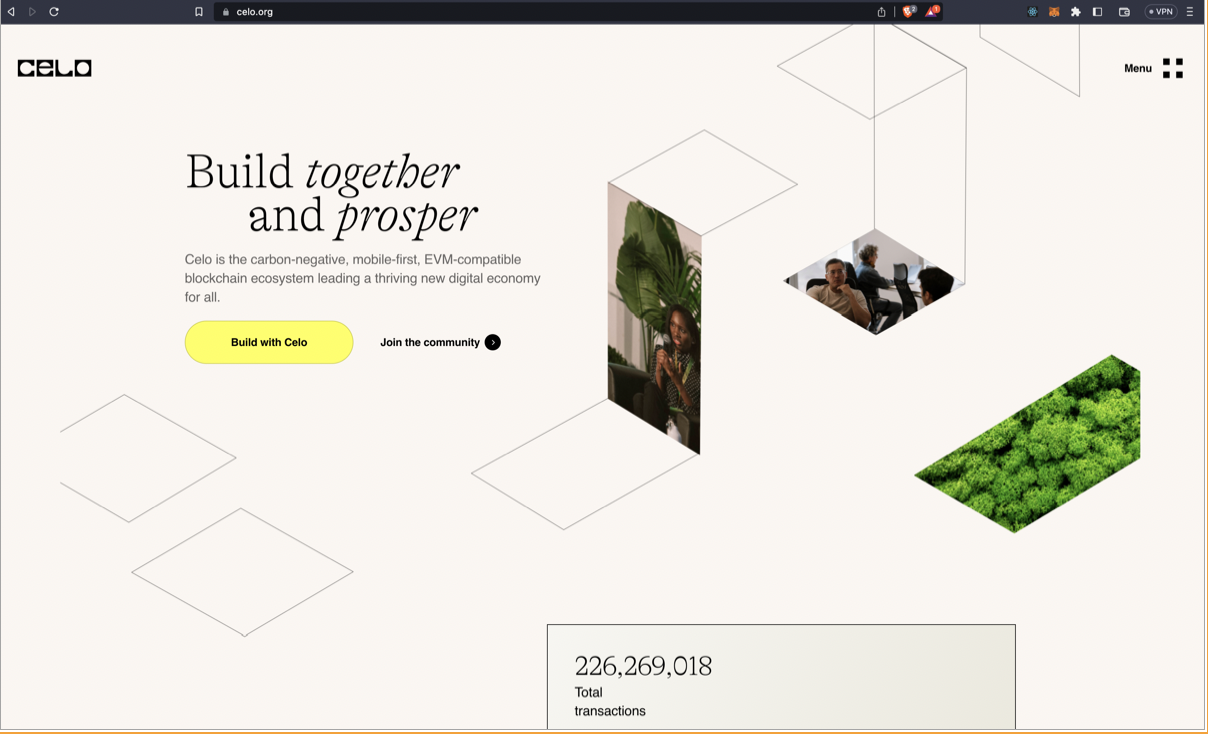 celo.org
2
1
VPN
CELO
Menu
Build together
and prosper
Celo is the carbon-negative, mobile-first, EVM-compatible
blockchain ecosystem leading a thriving new digital economy
for all.
Build with Celo
Join the community
226,269,018
Total
transactions